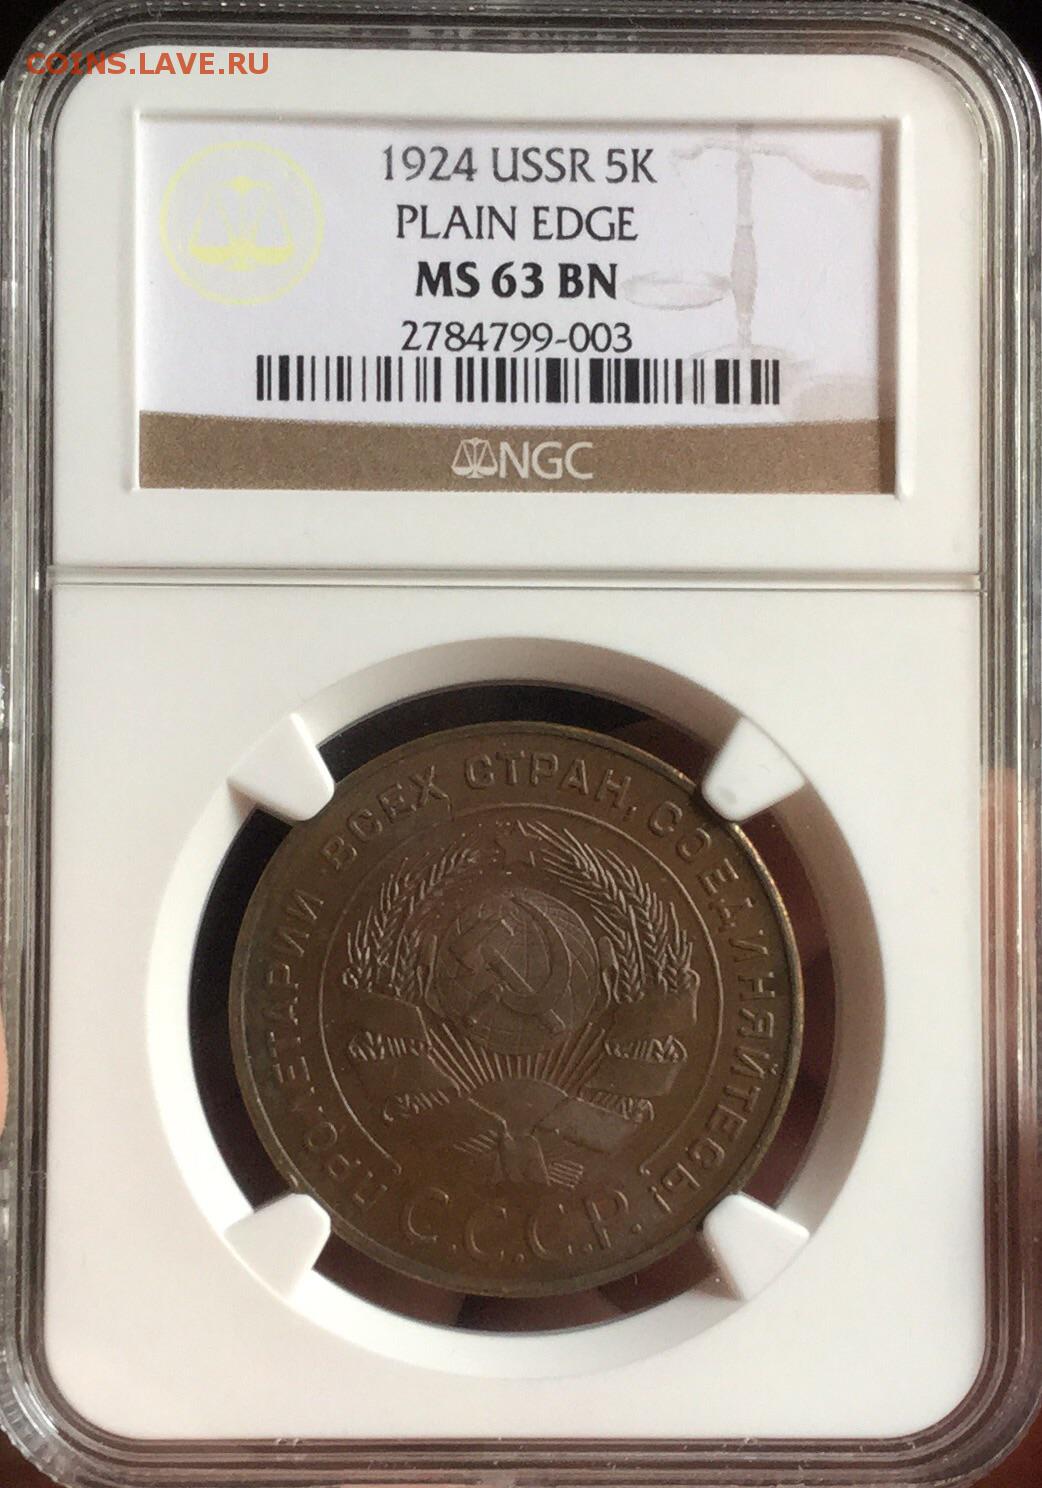 COINS.LAVE.RU
1924 USSR 5K
PLAIN EDGE
MS 63 BN
2784799-003
NGC
ПРОЛЕТАРИИ ВСЕХ СТРАН, СОЕДИНЯЙТЕСЬ!
С.С.С.Р.